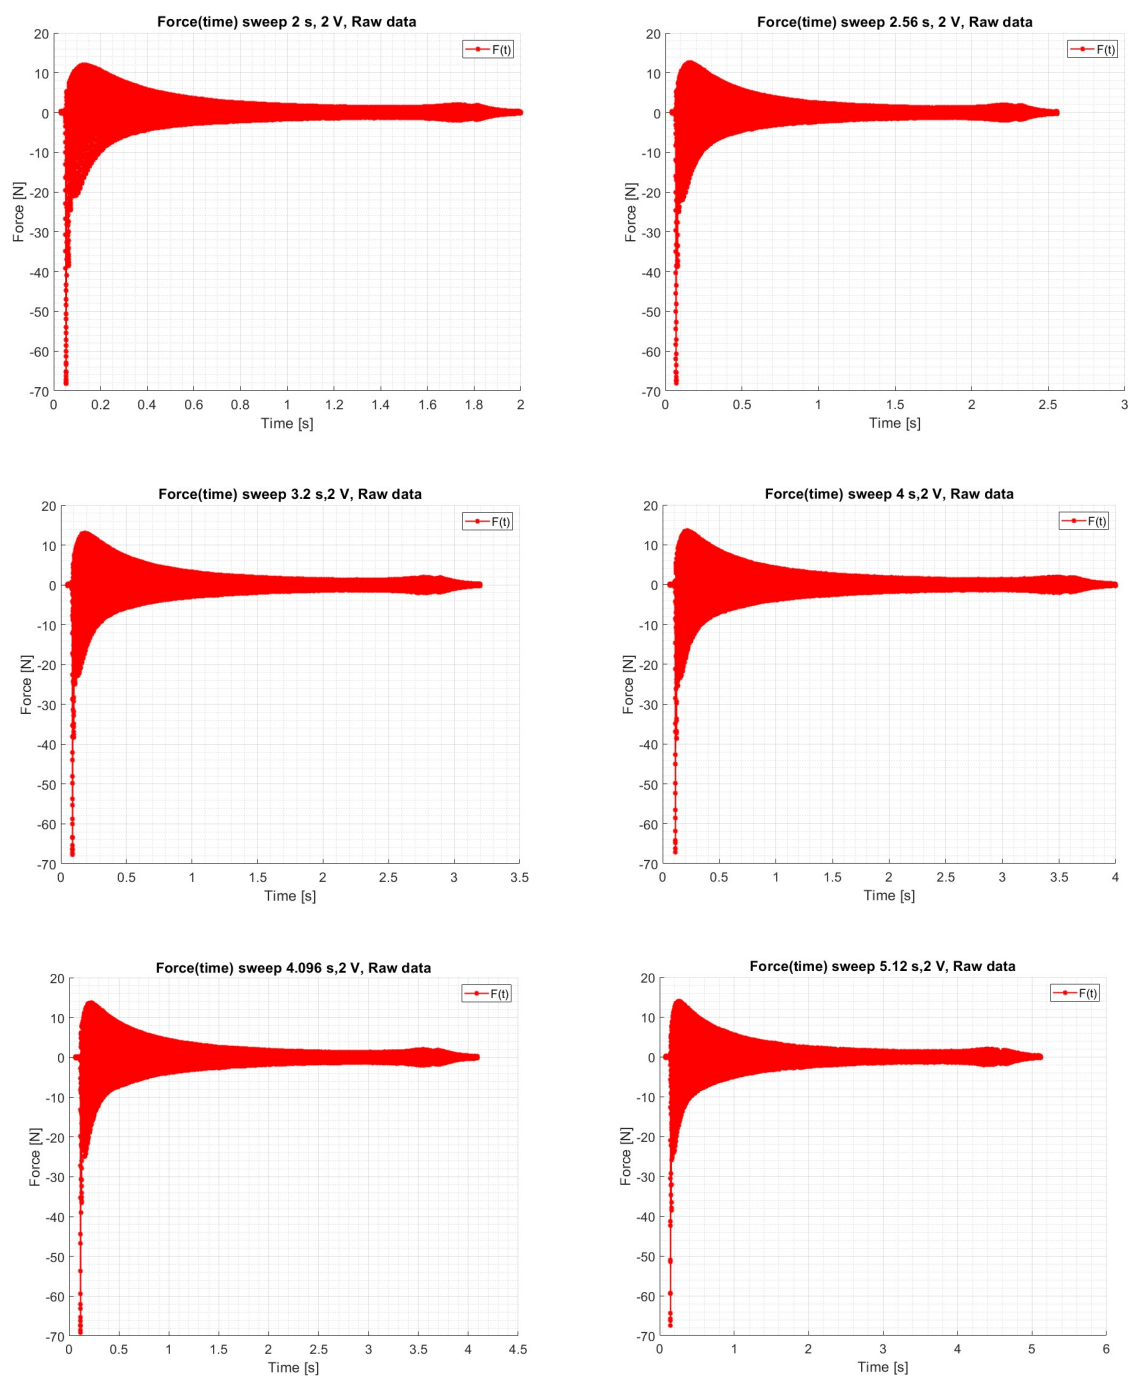 Force(time) sweep 2 s, 2 V, Raw data
F(t)
20
10
0
-10
-20
-30
-40
-50
-60
-70
Force [N]
0 0.2 0.4 0.6 0.8 1 1.2 1.4 1.6 1.8 2
Time [s]
Force(time) sweep 2.56 s, 2 V, Raw data
F(t)
20
10
0
-10
-20
-30
-40
-50
-60
-70
Force [N]
0 0.5 1 1.5 2 2.5 3
Time [s]
Force(time) sweep 3.2 s,2 V, Raw data
F(t)
20
10
0
-10
-20
-30
-40
-50
-60
-70
Force [N]
0 0.5 1 1.5 2 2.5 3 3.5
Time [s]
Force(time) sweep 4 s,2 V, Raw data
F(t)
20
10
0
-10
-20
-30
-40
-50
-60
-70
Force [N]
0 0.5 1 1.5 2 2.5 3 3.5 4
Time [s]
Force(time) sweep 4.096 s,2 V, Raw data
F(t)
20
10
0
-10
-20
-30
-40
-50
-60
-70
Force [N]
0 0.5 1 1.5 2 2.5 3 3.5 4 4.5
Time [s]
Force(time) sweep 5.12 s,2 V, Raw data
F(t)
20
10
0
-10
-20
-30
-40
-50
-60
-70
Force [N]
0 1 2 3 4 5 6
Time [s]